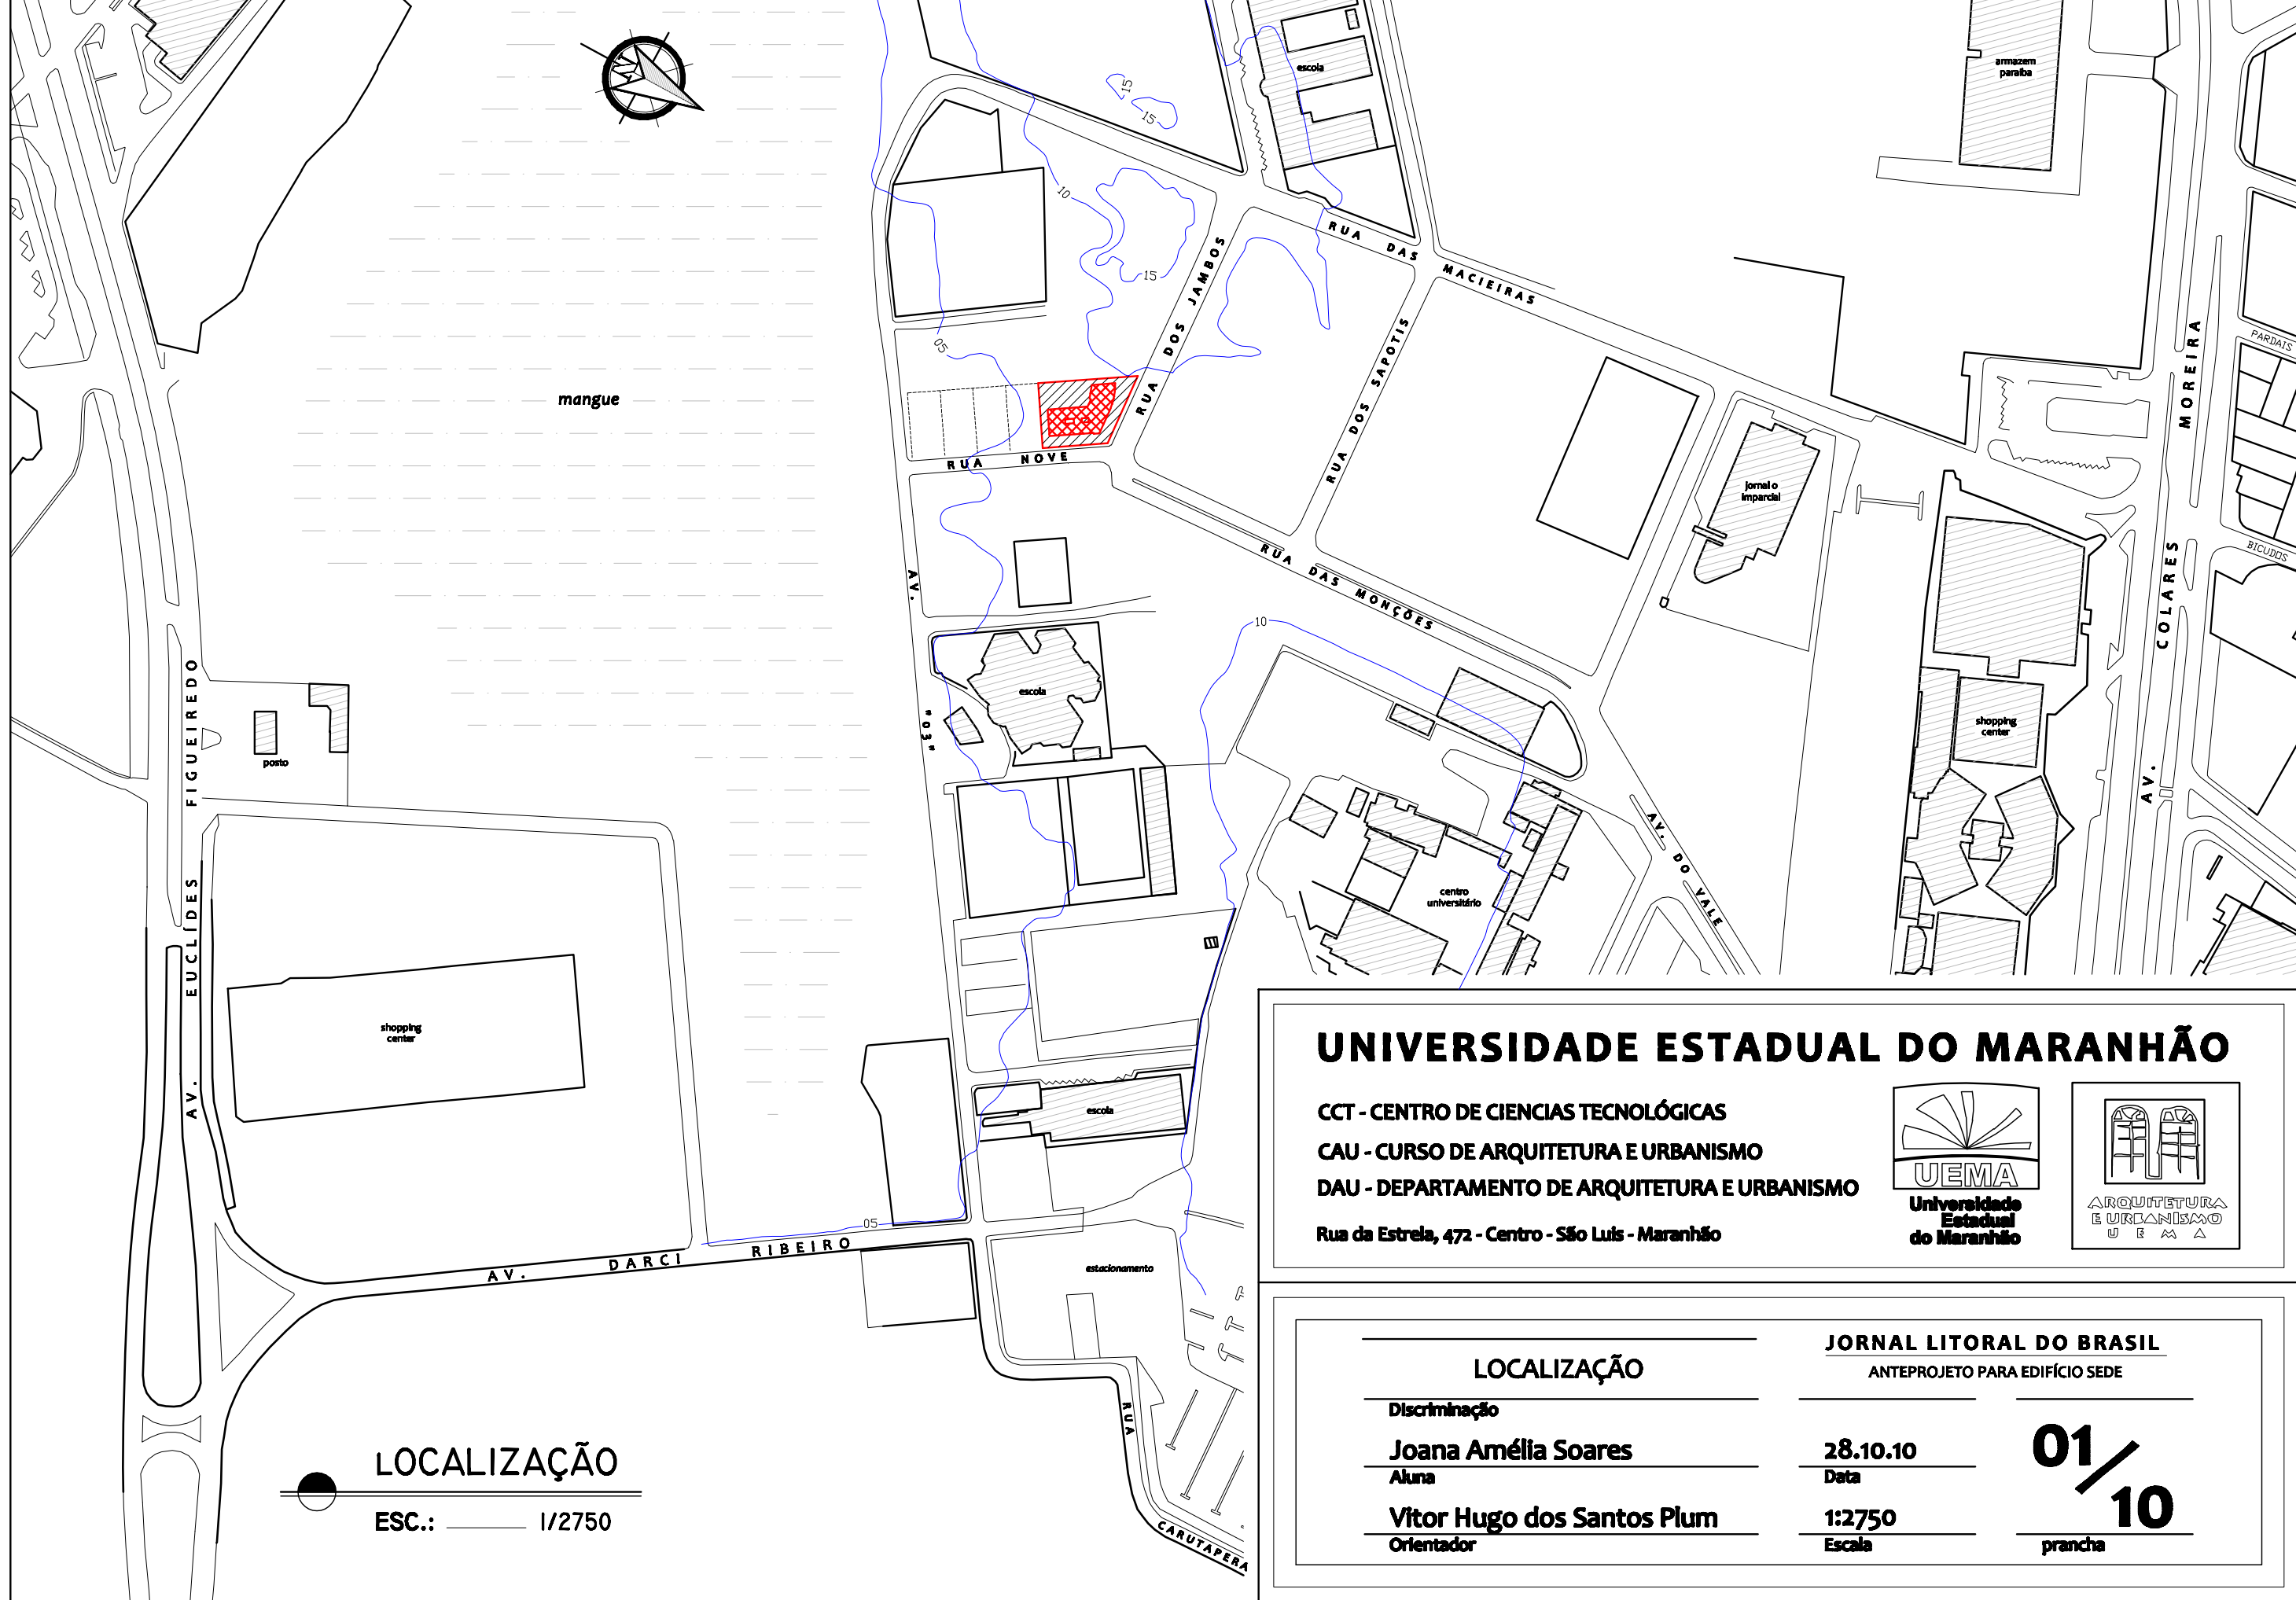 escola
armazem
paraíba
15
15
10
15
RUA DAS MACIEIRAS
RUA DOS JAMBOS
RUA DOS SAPOTIS
05
mangue
RUA NOVE
PARDAIS
BICUDOS
AV. COLARES MOREIRA
jornal o
imparcial
RUA DAS MONÇÕES
10
AV. "03"
escola
AV. EUCLÍDES FIGUEIREDO
posto
shopping
center
centro
universitário
AV. DO VALE
shopping
center
escola
05
AV. DARCI RIBEIRO
estacionamento
RUA CARUTAPERA
LOCALIZAÇÃO
ESC.: 1/2750
UNIVERSIDADE ESTADUAL DO MARANHÃO
CCT - CENTRO DE CIENCIAS TECNOLÓGICAS
CAU - CURSO DE ARQUITETURA E URBANISMO
DAU - DEPARTAMENTO DE ARQUITETURA E URBANISMO
Rua da Estrela, 472 - Centro - São Luis - Maranhão
UEMA
Universidade
Estadual
do Maranhão
ARQUITETURA
E URBANISMO
U E M A
JORNAL LITORAL DO BRASIL
ANTEPROJETO PARA EDIFÍCIO SEDE
LOCALIZAÇÃO
Discriminação
Joana Amélia Soares
Aluna
Vitor Hugo dos Santos Plum
Orientador
28.10.10
Data
1:2750
Escala
01/10
prancha